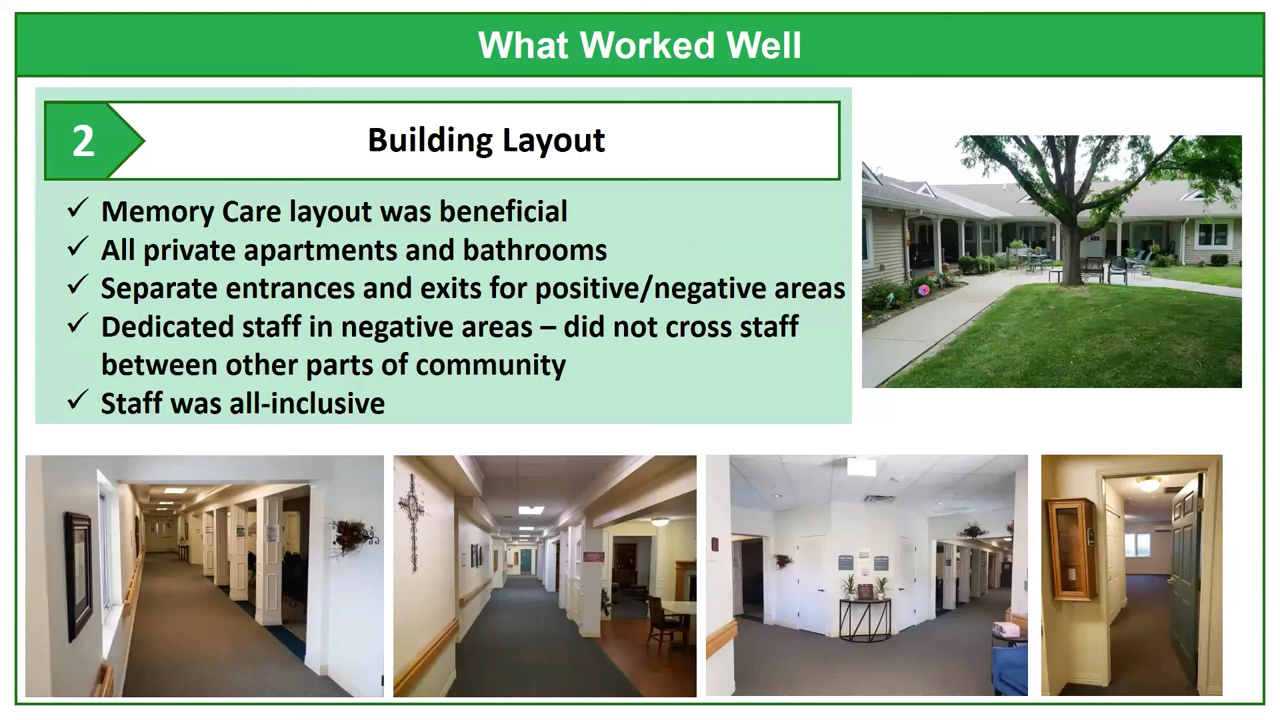 What Worked Well
2
Building Layout
✓ Memory Care layout was beneficial
✓ All private apartments and bathrooms
✓ Separate entrances and exits for positive/negative areas
✓ Dedicated staff in negative areas – did not cross staff
between other parts of community
✓ Staff was all-inclusive